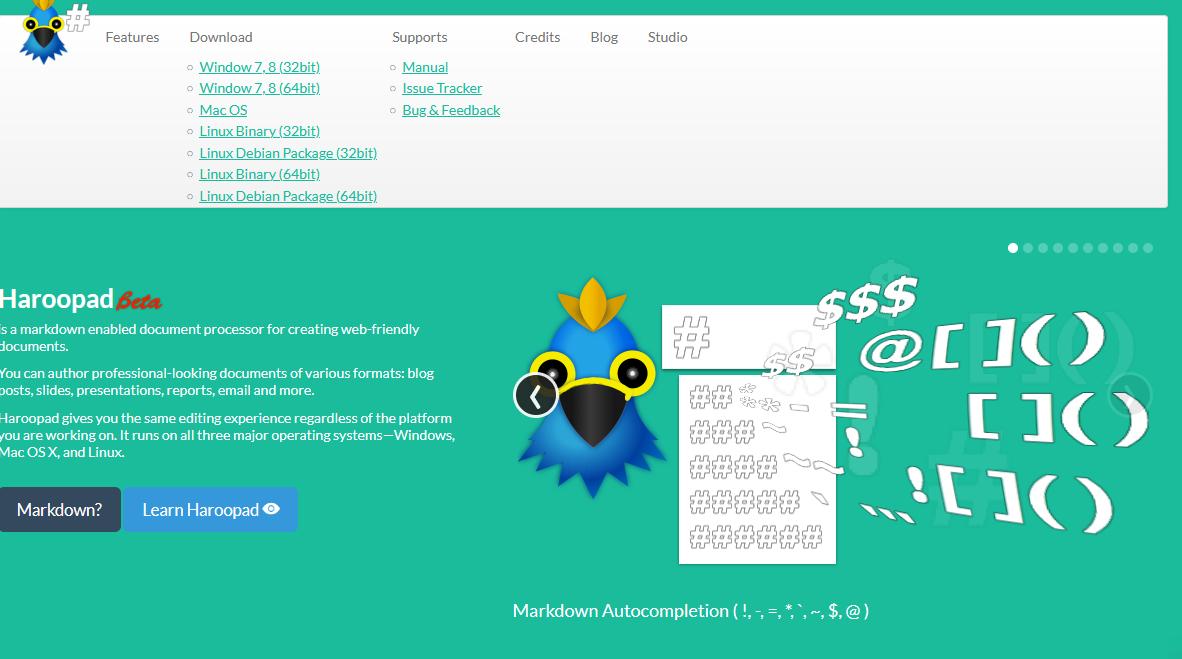 #
Features
Download
Supports
Credits
Blog
Studio
Window 7, 8 (32bit)
Window 7, 8 (64bit)
Mac OS
Linux Binary (32bit)
Linux Debian Package (32bit)
Linux Binary (64bit)
Linux Debian Package (64bit)
Manual
Issue Tracker
Bug & Feedback
Haroopad Beta
is a markdown enabled document processor for creating web-friendly
documents.
You can author professional-looking documents of various formats: blog
posts, slides, presentations, reports, email and more.
Haroopad gives you the same editing experience regardless of the platform
you are working on. It runs on all three major operating systems—Windows,
Mac OS X, and Linux.
Markdown?
Learn Haroopad
#
$$$
$$
@[ ]( )
## *** - =
[ ]( )
### ~ !
#### ~~
##### `
![ ]( )
######
Markdown Autocompletion ( !, -, =, *, `, ~, $, @ )